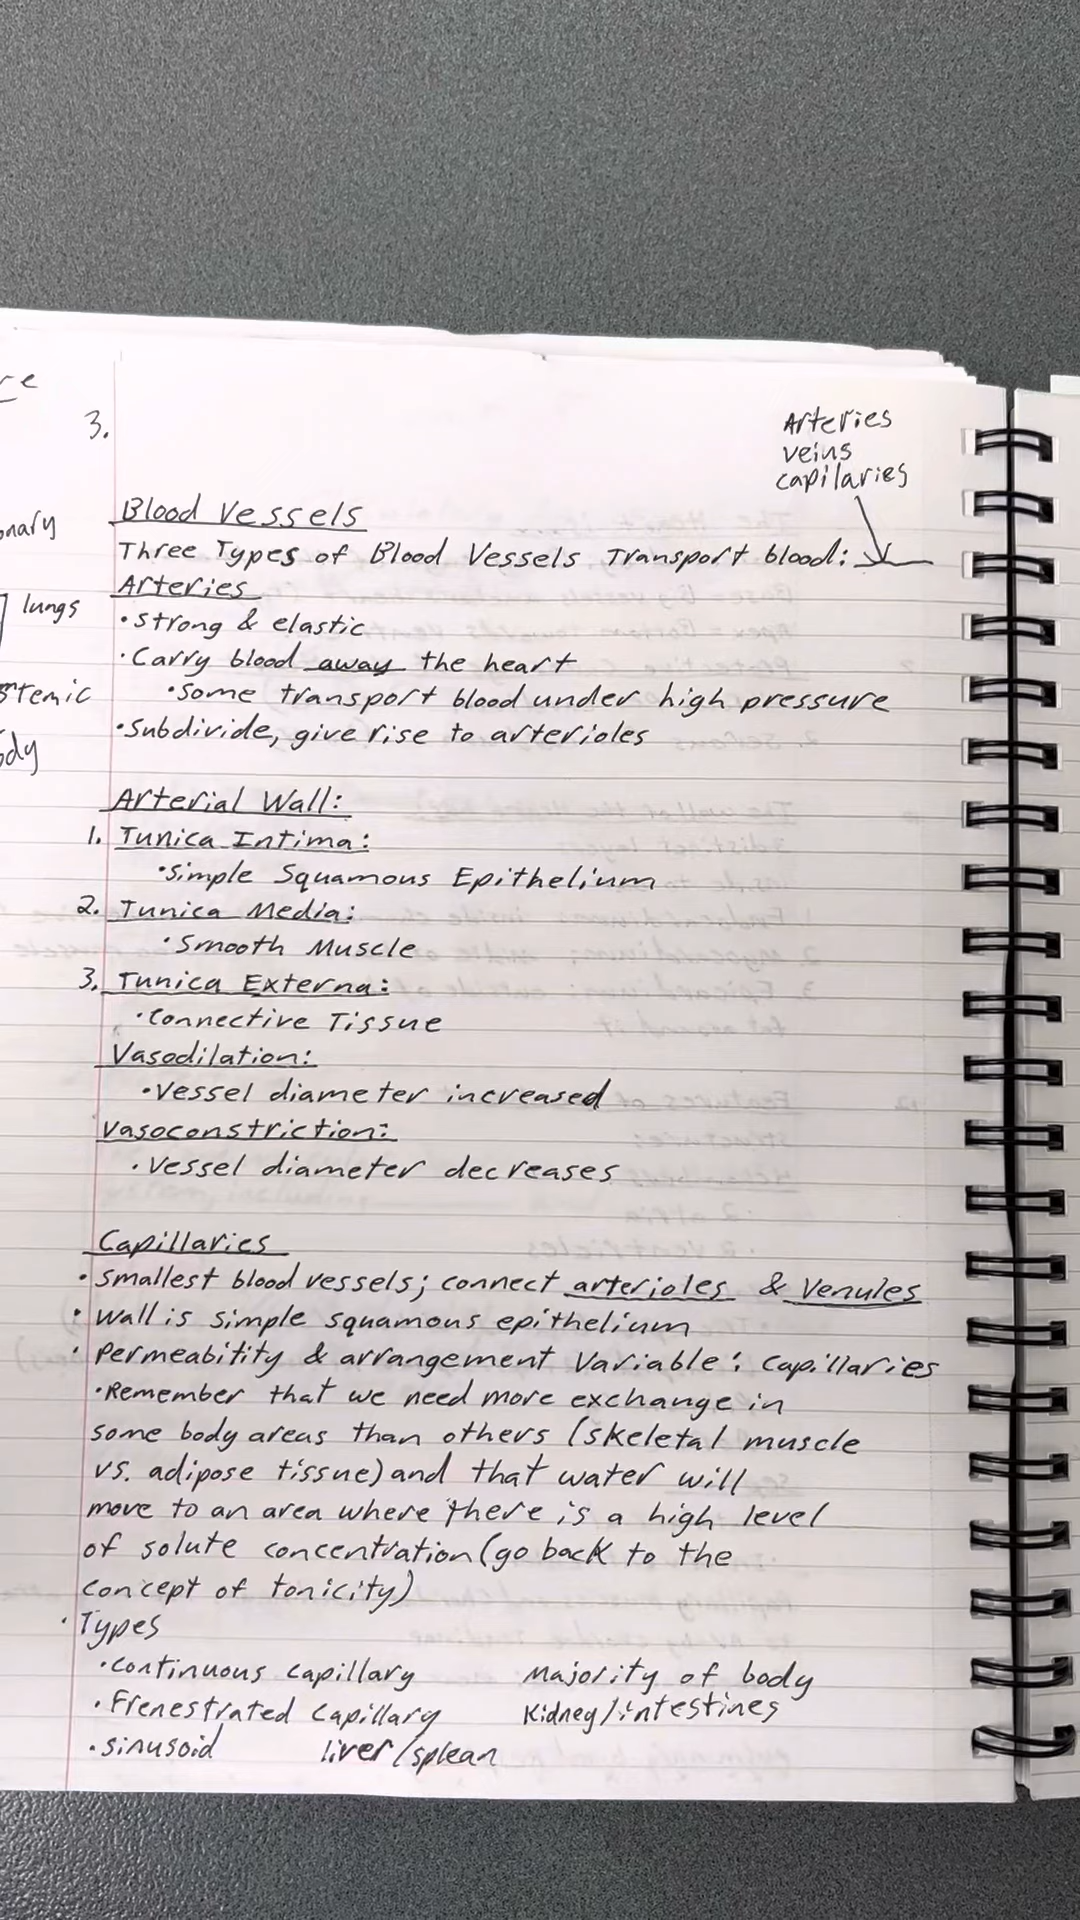 3.
Arteries
veins
capilaries
Blood Vessels
Three Types of Blood Vessels Transport blood:
Arteries
• strong & elastic
• Carry blood away the heart
• some transport blood under high pressure
• Subdivide, give rise to arterioles
Arterial Wall:
1. Tunica Intima:
• Simple Squamous Epithelium
2. Tunica Media:
• Smooth Muscle
3. Tunica Externa:
• Connective Tissue
Vasodilation:
• Vessel diameter increased
Vasoconstriction:
• Vessel diameter decreases
Capillaries
• Smallest blood vessels; connect arterioles & Venules
• Wall is simple squamous epithelium
• Permeabitity & arrangement Variable: Capillaries
• Remember that we need more exchange in
some body areas than others (skeletal muscle
vs. adipose tissue) and that water will
move to an area where there is a high level
of solute concentration (go back to the
concept of tonicity)
• Types
• Continuous Capillary Majority of body
• Frenestrated Capillary Kidney/intestines
• sinusoid liver/splean
lungs